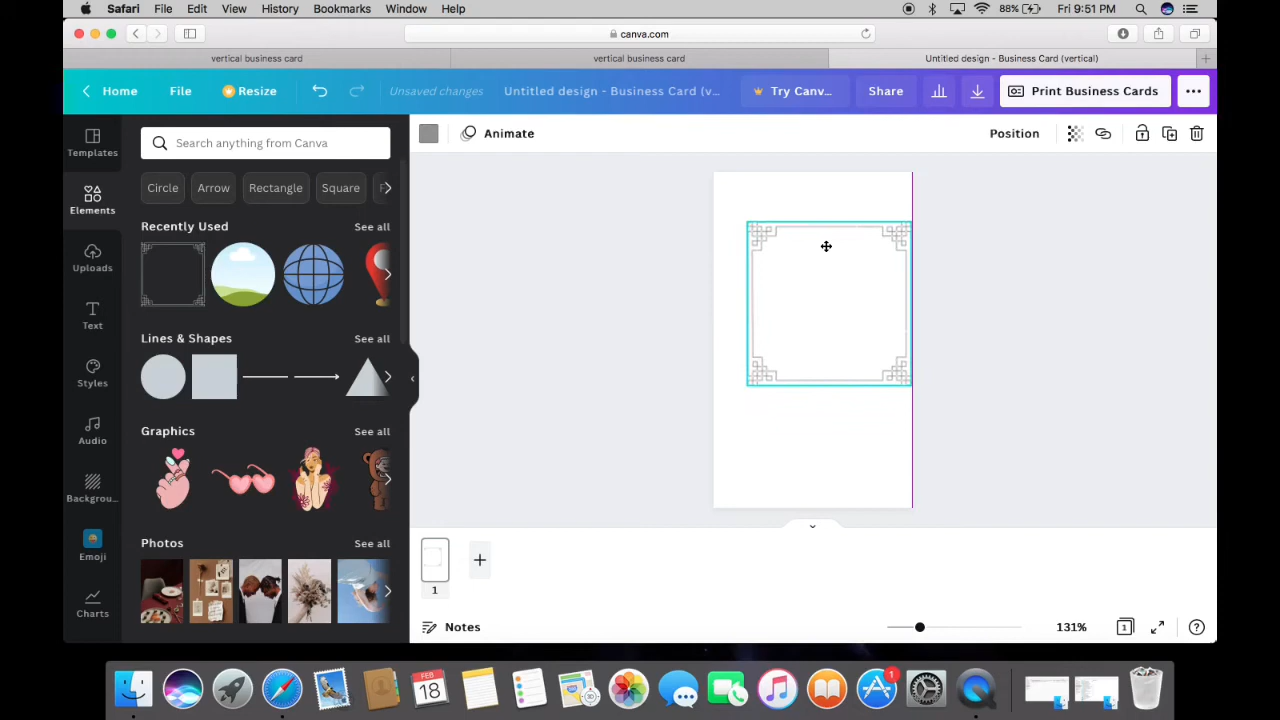 Safari File Edit View History Bookmarks Window Help 88% Fri 9:51 PM
canva.com
vertical business card vertical business card Untitled design - Business Card (vertical)
Home File Resize Unsaved changes Untitled design - Business Card (v... Try Canv... Share Print Business Cards
Animate Position
Templates
Elements
Uploads
Text
Styles
Audio
Backgrou...
Emoji
Charts
Search anything from Canva
Circle Arrow Rectangle Square
Recently Used See all
Lines & Shapes See all
Graphics See all
Photos See all
1
Notes 131% 1 ?
FEB
18
1